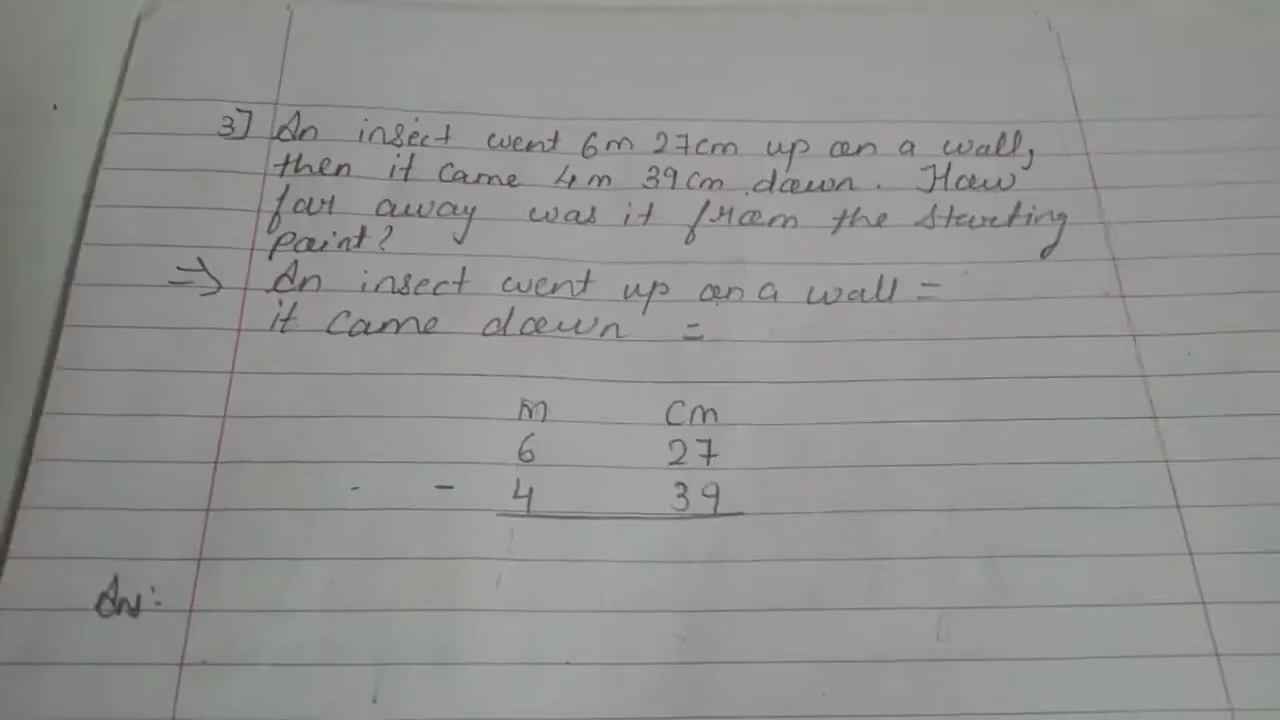 3] An insect went 6m 27cm up on a wall,
then it came 4m 39cm down. How
far away was it from the starting
point?
⇒ An insect went up on a wall =
it came down =
m cm
6 27
- 4 39
An: